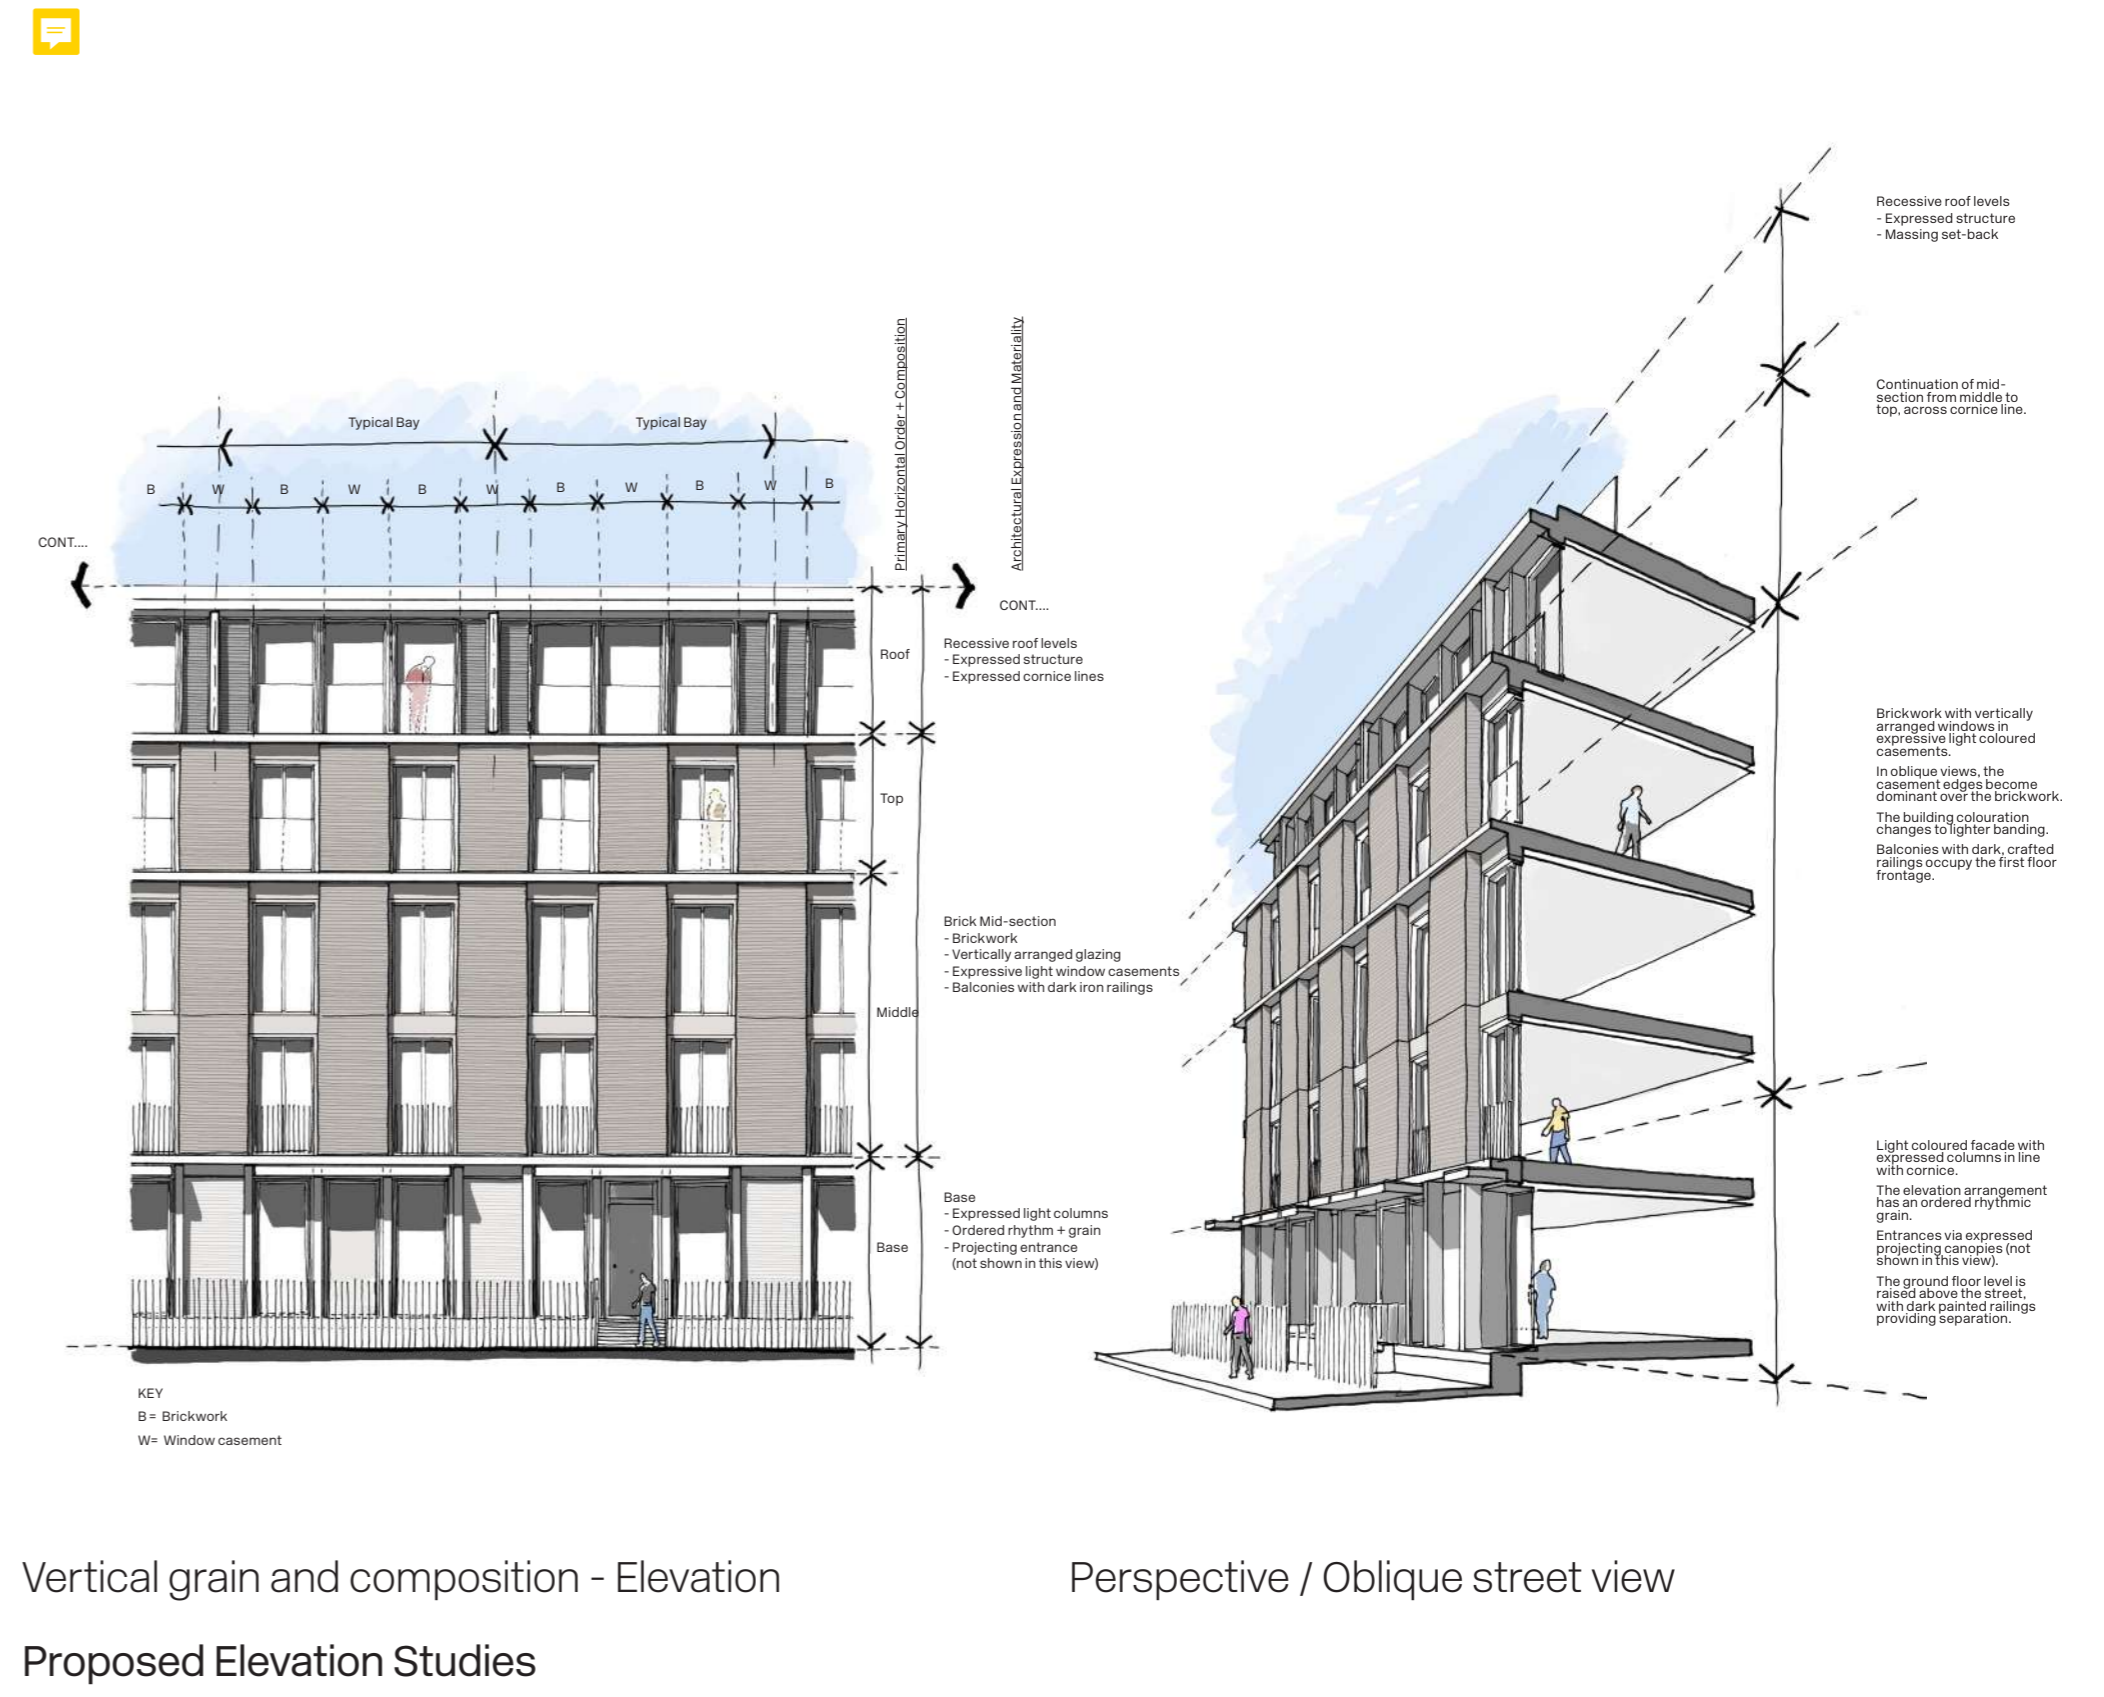 Primary Horizontal Order + Composition
Architectural Expression and Materiality
Typical Bay
Typical Bay
B
W
B
W
B
W
B
W
B
W
B
CONT....
CONT....
Roof
Top
Middle
Base
Recessive roof levels
- Expressed structure
- Expressed cornice lines
Brick Mid-section
- Brickwork
- Vertically arranged glazing
- Expressive light window casements
- Balconies with dark iron railings
Base
- Expressed light columns
- Ordered rhythm + grain
- Projecting entrance
(not shown in this view)
KEY
B = Brickwork
W= Window casement
Recessive roof levels
- Expressed structure
- Massing set-back
Continuation of mid-
section from middle to
top, across cornice line.
Brickwork with vertically
arranged windows in
expressive light coloured
casements.
In oblique views, the
casement edges become
dominant over the brickwork.
The building colouration
changes to lighter banding.
Balconies with dark, crafted
railings occupy the first floor
frontage.
Light coloured facade with
expressed columns in line
with cornice.
The elevation arrangement
has an ordered rhythmic
grain.
Entrances via expressed
projecting canopies (not
shown in this view).
The ground floor level is
raised above the street,
with dark painted railings
providing separation.
Vertical grain and composition - Elevation
Perspective / Oblique street view
Proposed Elevation Studies